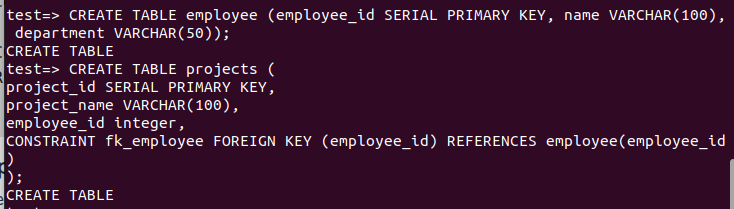 test=> CREATE TABLE employee (employee_id SERIAL PRIMARY KEY, name VARCHAR(100),
 department VARCHAR(50));
CREATE TABLE
test=> CREATE TABLE projects (
project_id SERIAL PRIMARY KEY,
project_name VARCHAR(100),
employee_id integer,
CONSTRAINT fk_employee FOREIGN KEY (employee_id) REFERENCES employee(employee_id
)
);
CREATE TABLE